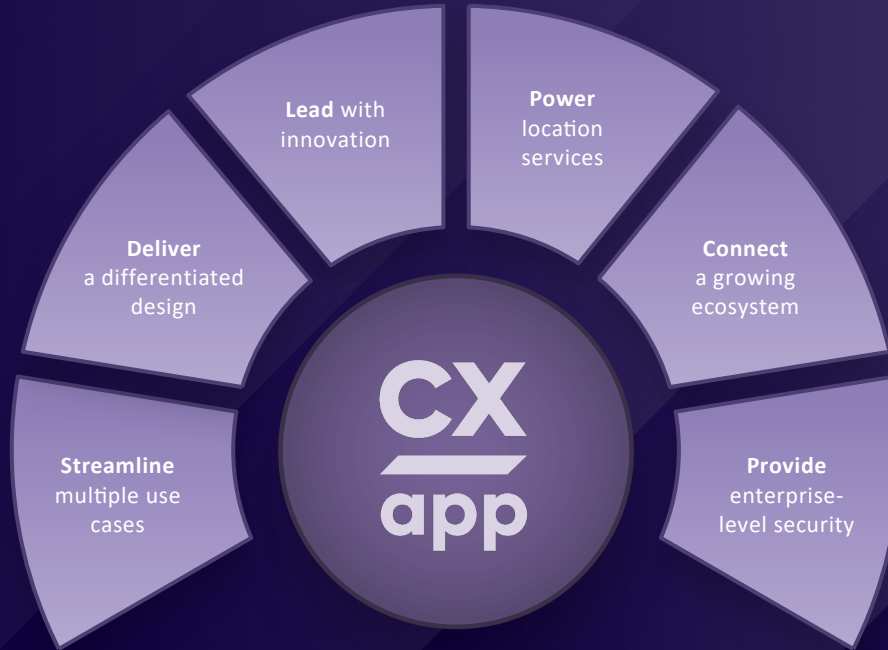 Lead with
innovation
Power
location
services
Deliver
a differentiated
design
Connect
a growing
ecosystem
Streamline
multiple use
cases
cx
app
Provide
enterprise-
level security